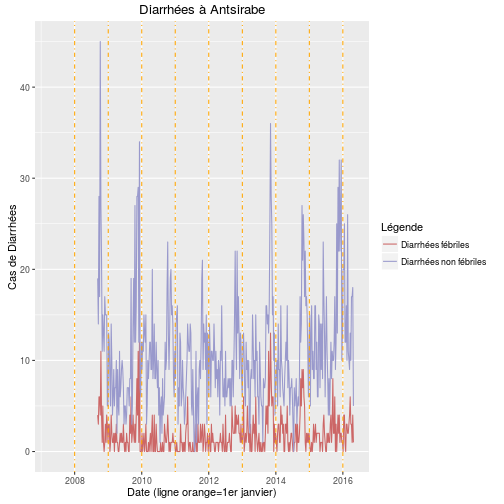 Diarrhées à Antsirabe
Cas de Diarrhées
40
30
20
10
0
2008 2010 2012 2014 2016
Date (ligne orange=1er janvier)
Légende
Diarrhées fébriles
Diarrhées non fébriles